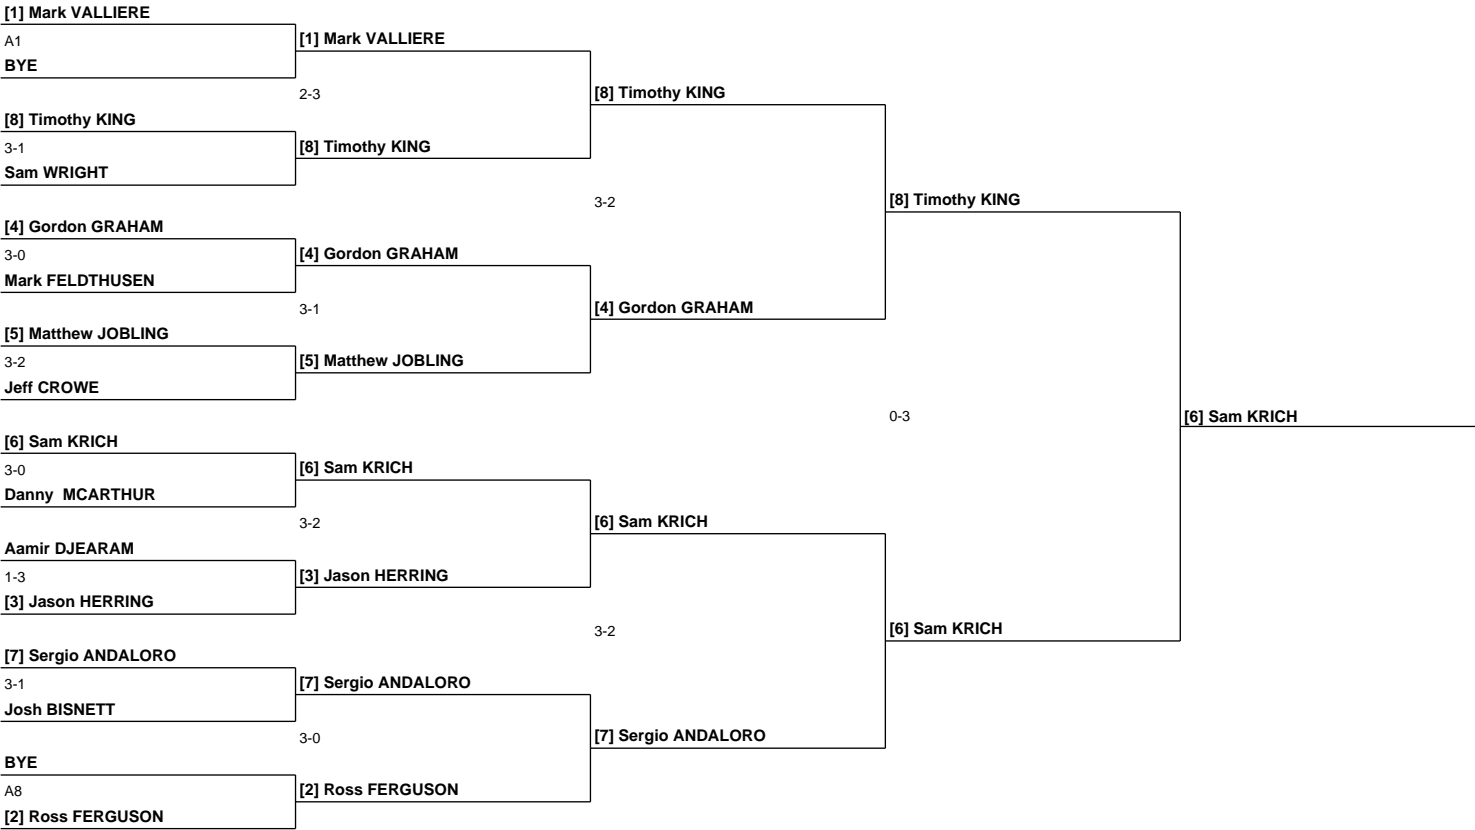 [1] Mark VALLIERE
A1
BYE
[8] Timothy KING
3-1
Sam WRIGHT
[4] Gordon GRAHAM
3-0
Mark FELDTHUSEN
[5] Matthew JOBLING
3-2
Jeff CROWE
[6] Sam KRICH
3-0
Danny  MCARTHUR
Aamir DJEARAM
1-3
[3] Jason HERRING
[7] Sergio ANDALORO
3-1
Josh BISNETT
BYE
A8
[2] Ross FERGUSON
[1] Mark VALLIERE
2-3
[8] Timothy KING
[4] Gordon GRAHAM
3-1
[5] Matthew JOBLING
[6] Sam KRICH
3-2
[3] Jason HERRING
[7] Sergio ANDALORO
3-0
[2] Ross FERGUSON
[8] Timothy KING
3-2
[4] Gordon GRAHAM
[6] Sam KRICH
3-2
[7] Sergio ANDALORO
[8] Timothy KING
0-3
[6] Sam KRICH
[6] Sam KRICH